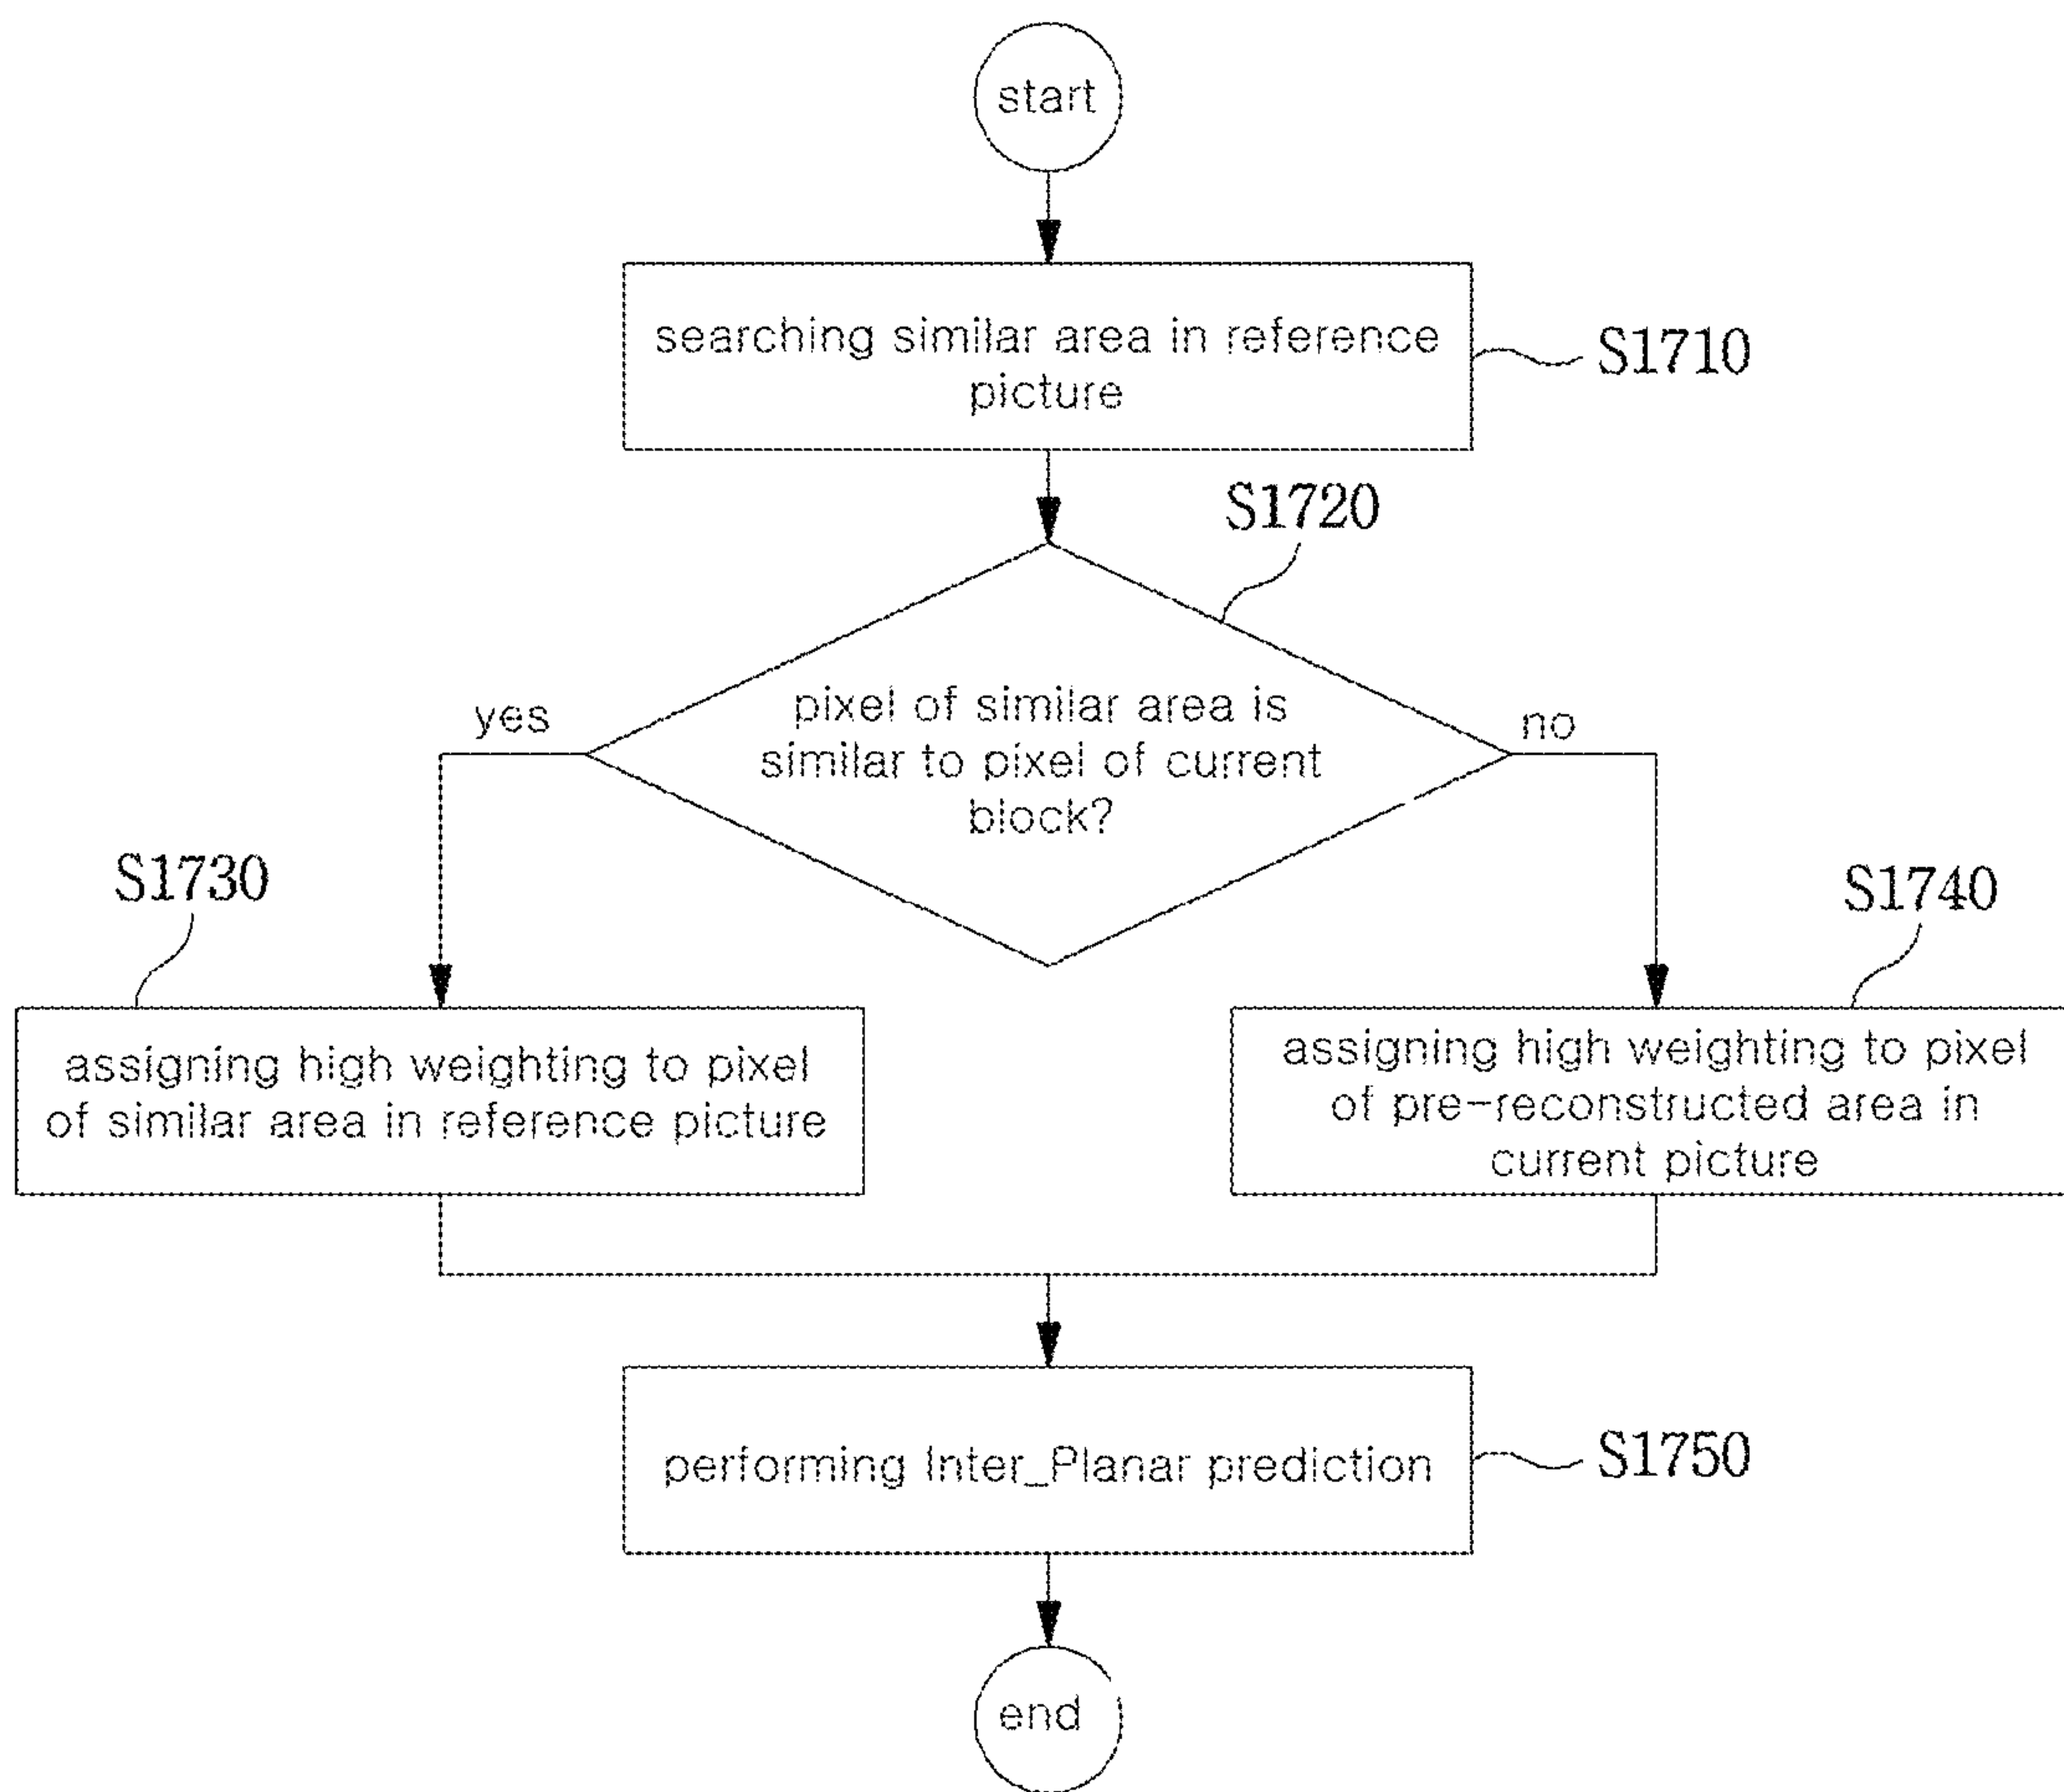 start
searching similar area in reference
picture
S1710
S1720
pixel of similar area is
similar to pixel of current
block?
yes
no
S1730
S1740
assigning high weighting to pixel
of similar area in reference picture
assigning high weighting to pixel
of pre-reconstructed area in
current picture
performing Inter_Planar prediction
S1750
end